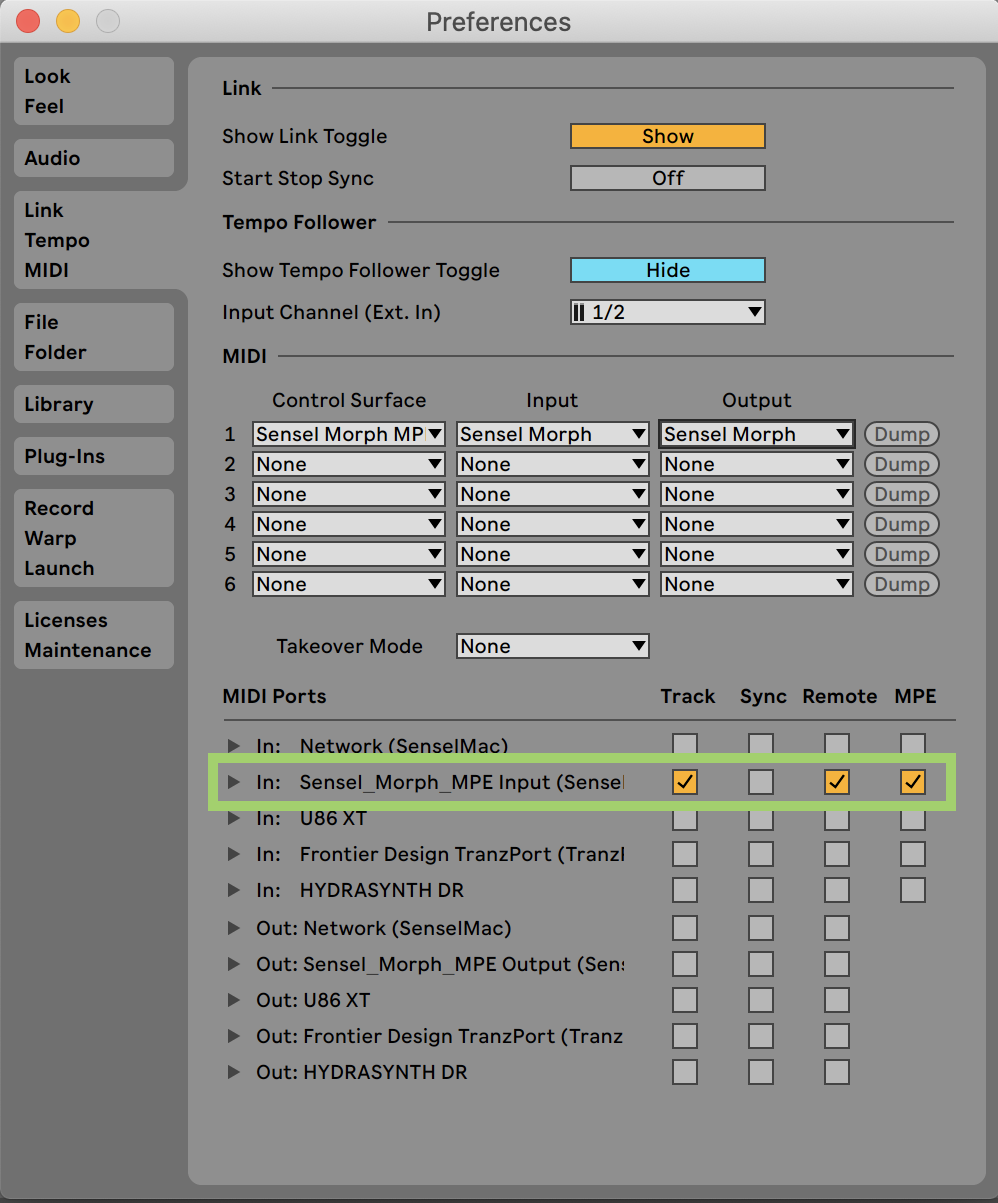 Preferences
Look
Feel
Audio
Link
Tempo
MIDI
File
Folder
Library
Plug-Ins
Record
Warp
Launch
Licenses
Maintenance
Link
Show Link Toggle Show
Start Stop Sync Off
Tempo Follower
Show Tempo Follower Toggle Hide
Input Channel (Ext. In) 1/2
MIDI
Control Surface Input Output
1 Sensel Morph MP Sensel Morph Sensel Morph Dump
2 None None None Dump
3 None None None Dump
4 None None None Dump
5 None None None Dump
6 None None None Dump
Takeover Mode None
MIDI Ports Track Sync Remote MPE
In: Network (SenselMac)
In: Sensel_Morph_MPE Input (Sensel
In: U86 XT
In: Frontier Design TranzPort (Tranzl
In: HYDRASYNTH DR
Out: Network (SenselMac)
Out: Sensel_Morph_MPE Output (Sens
Out: U86 XT
Out: Frontier Design TranzPort (Tranz
Out: HYDRASYNTH DR